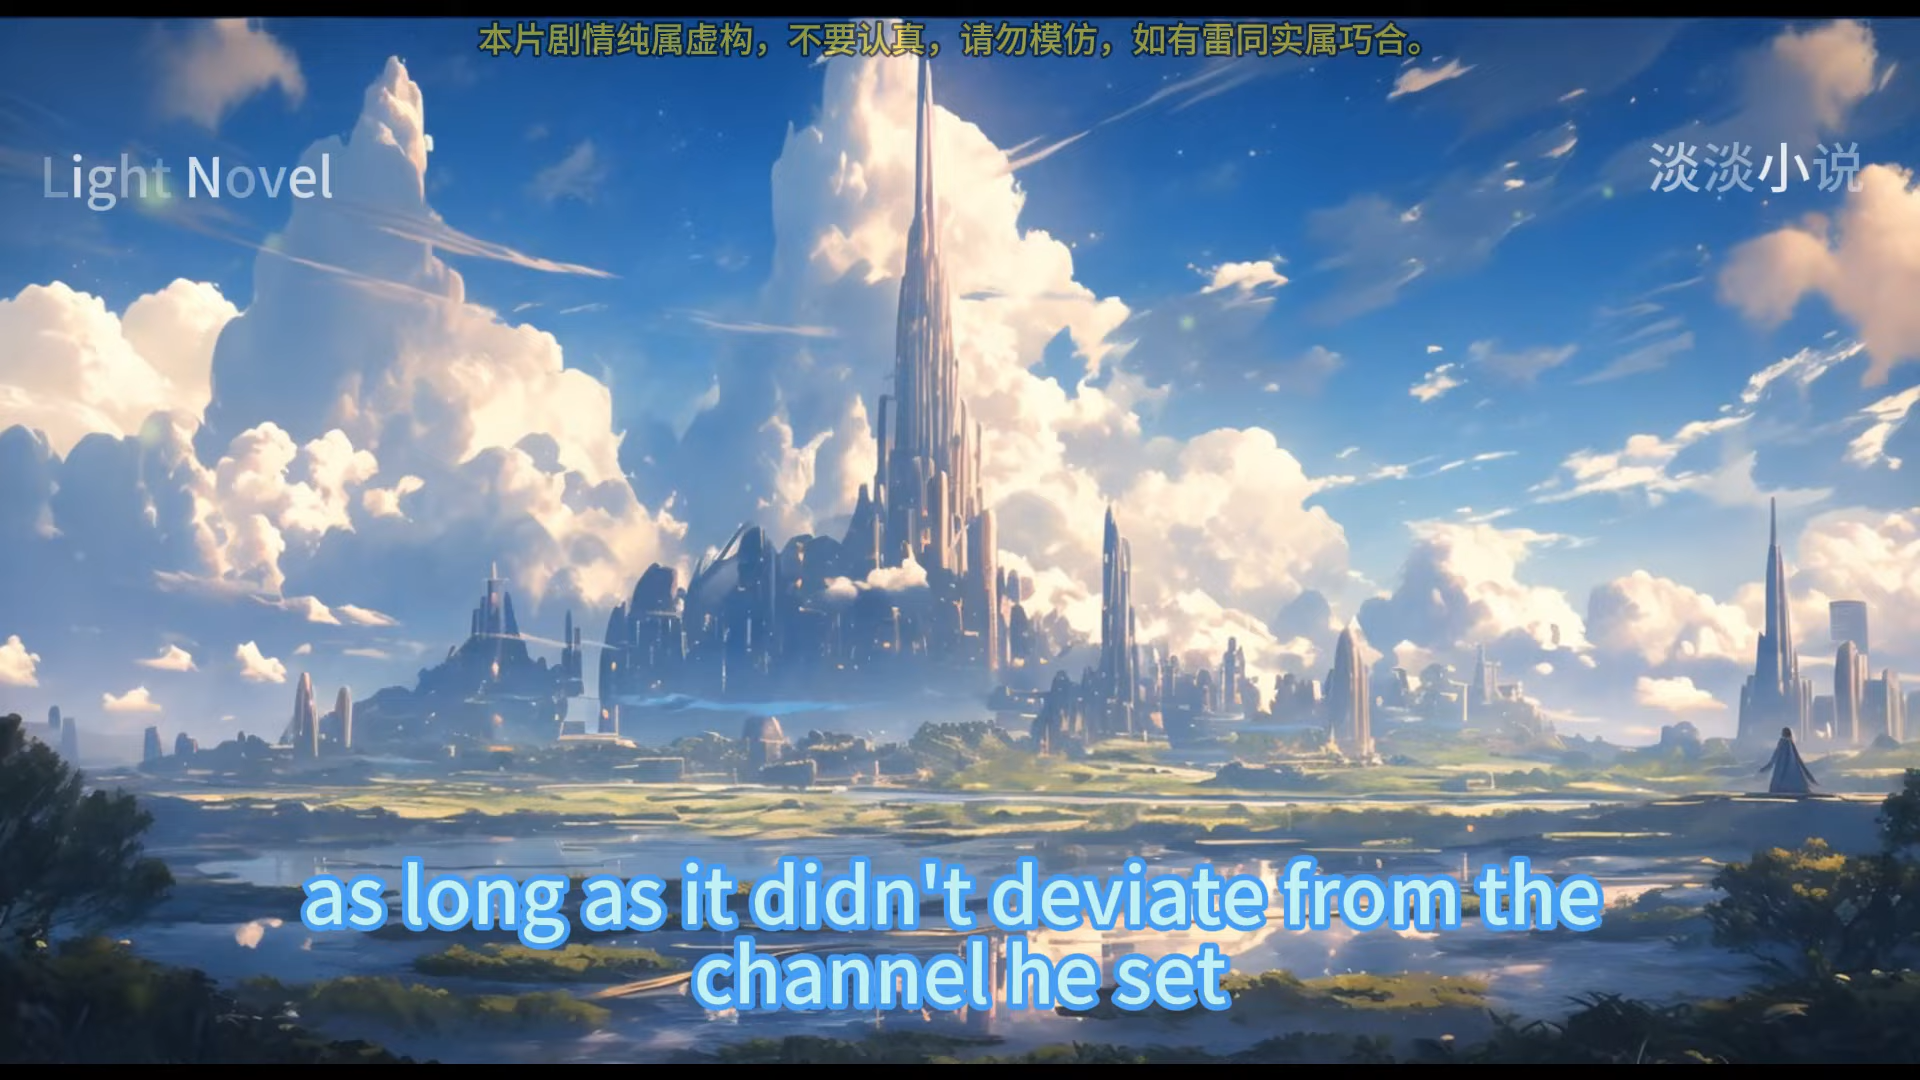 本片剧情纯属虚构，不要认真，请勿模仿，如有雷同实属巧合。
Light Novel
淡淡小说
as long as it didn't deviate from the
channel he set